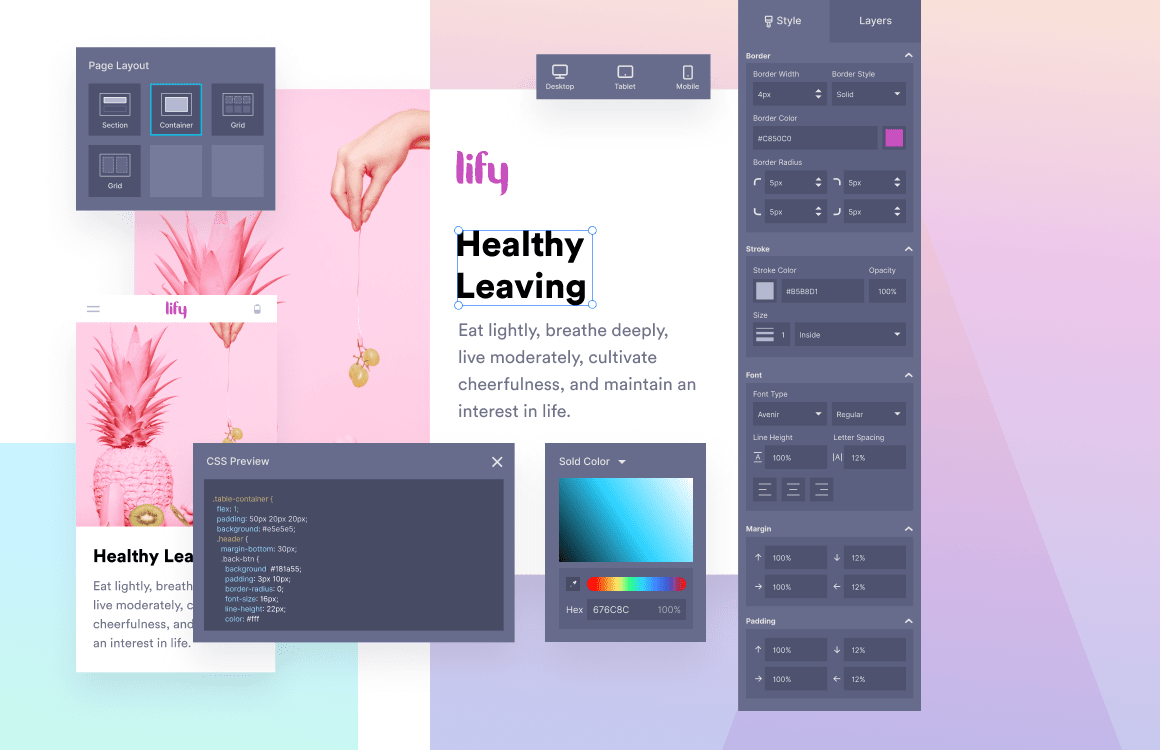 Page Layout
Section
Container
Grid
Grid
Desktop
Tablet
Mobile
lify
Healthy
Leaving
Eat lightly, breathe deeply,
live moderately, cultivate
cheerfulness, and maintain an
interest in life.
lify
Healthy Lea
Eat lightly, breath
live moderately, c
cheerfulness, and
an interest in life.
CSS Preview
.table-container {
flex: 1;
padding: 50px 20px 20px;
background: #e5e5e5;
.header {
margin-bottom: 30px;
.back-btn {
background #181a55;
padding: 3px 10px;
border-radius: 0;
font-size: 16px;
line-height: 22px;
color: #fff
Sold Color
Hex 676C8C 100%
Style Layers
Border
Border Width Border Style
4px Solid
Border Color
#C850C0
Border Radius
5px 5px
5px 5px
Stroke
Stroke Color Opacity
#B5B8D1 100%
Size
1 Inside
Font
Font Type
Avenir Regular
Line Height Letter Spacing
A 100% |A| 12%
Margin
100% 12%
100% 12%
Padding
100% 12%
100% 12%